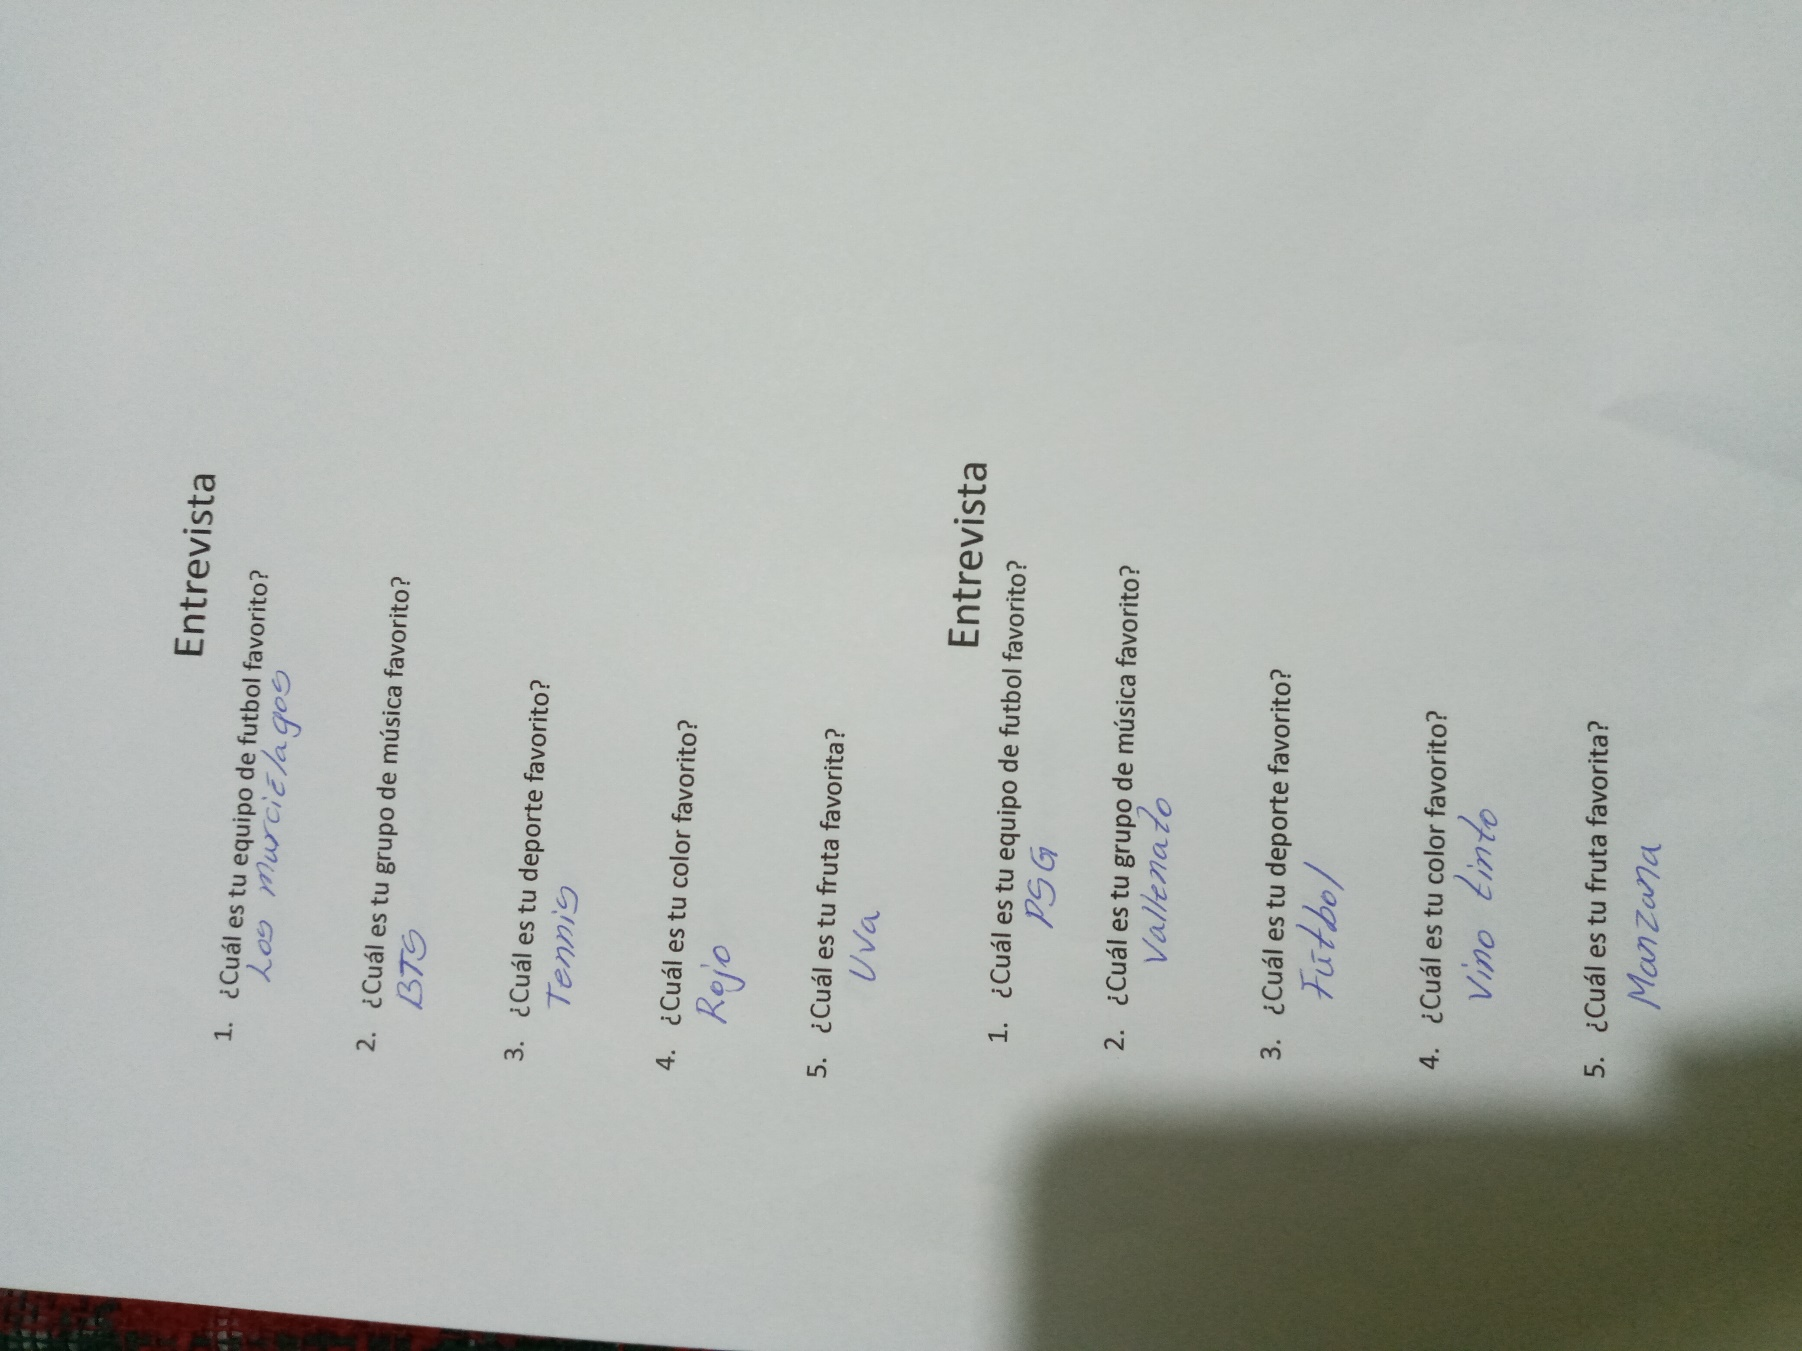 Entrevista
1. ¿Cuál es tu equipo de futbol favorito?
Los murciélagos
2. ¿Cuál es tu grupo de música favorito?
BTS
3. ¿Cuál es tu deporte favorito?
Tennis
4. ¿Cuál es tu color favorito?
Rojo
5. ¿Cuál es tu fruta favorita?
Uva
Entrevista
1. ¿Cuál es tu equipo de futbol favorito?
PSG
2. ¿Cuál es tu grupo de música favorito?
Vallenato
3. ¿Cuál es tu deporte favorito?
Fútbol
4. ¿Cuál es tu color favorito?
Vino tinto
5. ¿Cuál es tu fruta favorita?
Manzana